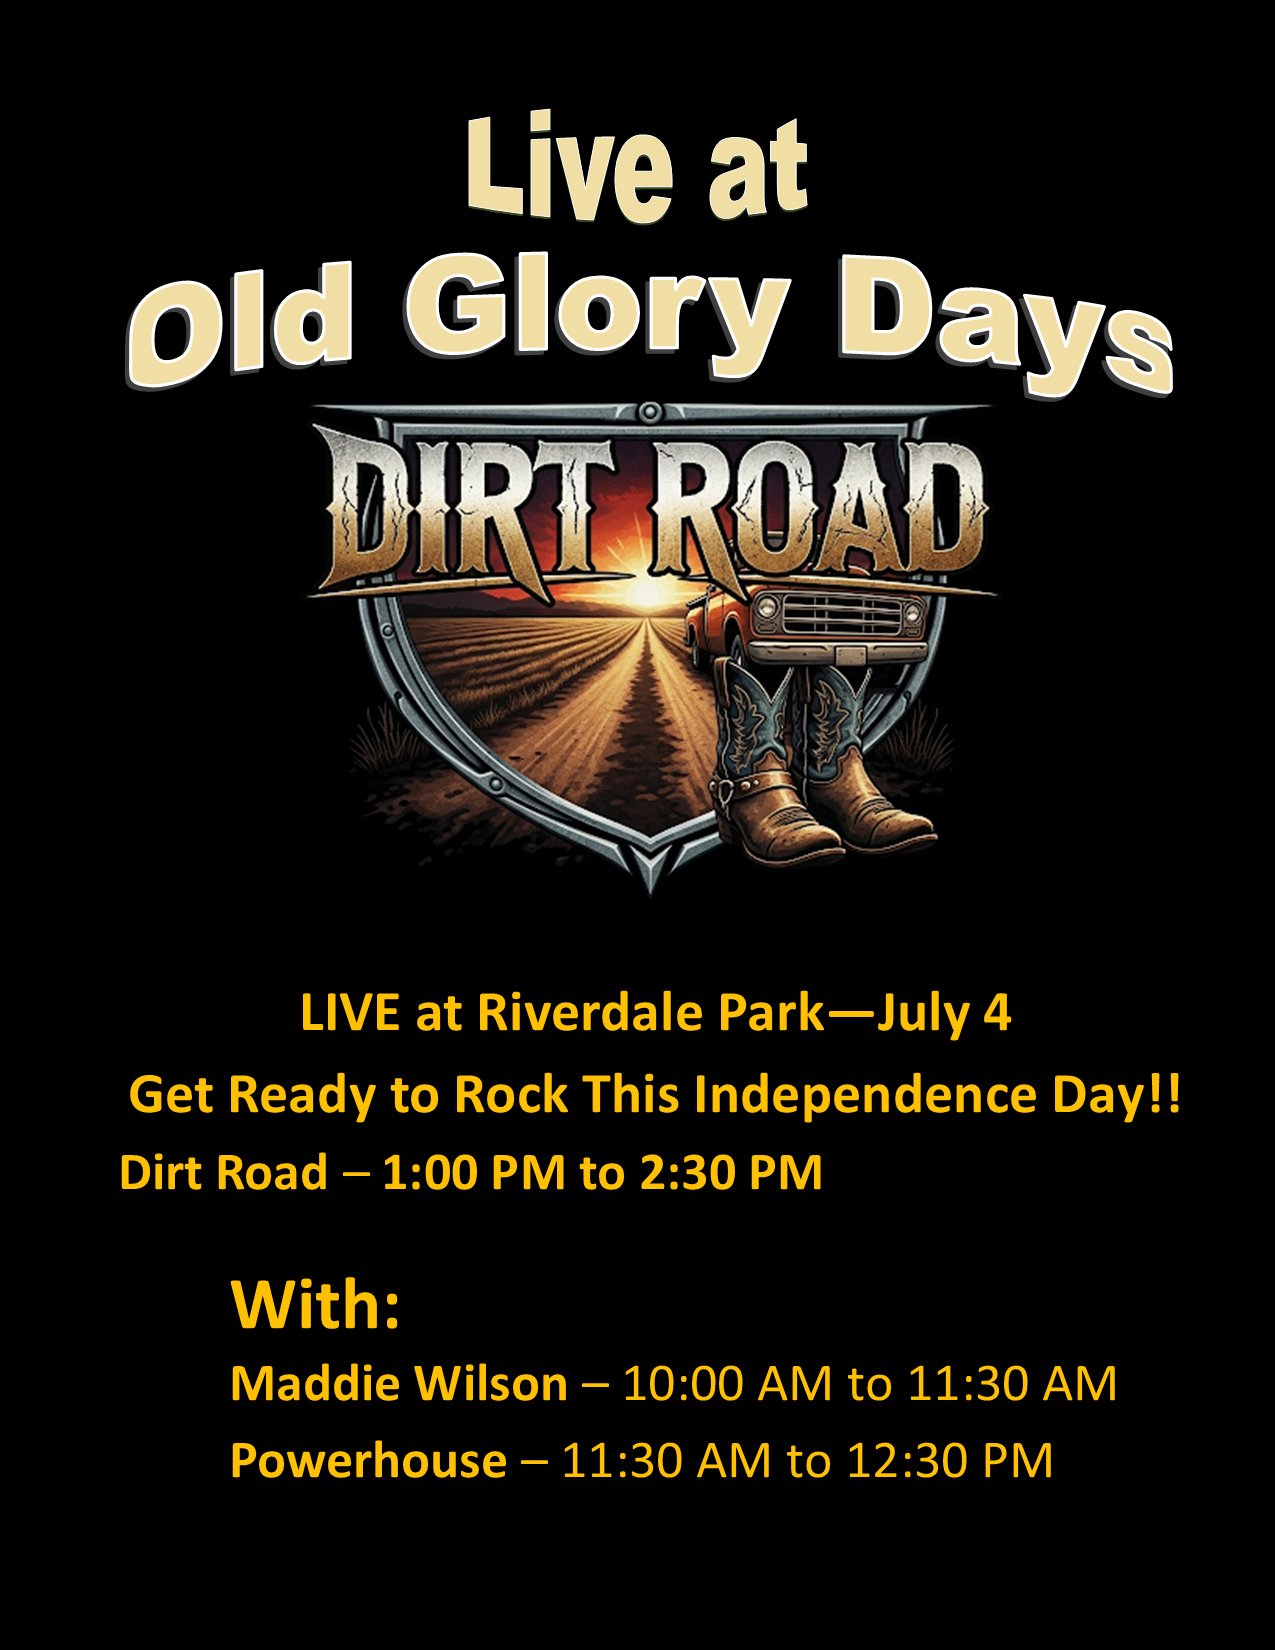 Live at
Old Glory Days
DIRT ROAD
LIVE at Riverdale Park—July 4
Get Ready to Rock This Independence Day!!
Dirt Road – 1:00 PM to 2:30 PM
With:
Maddie Wilson – 10:00 AM to 11:30 AM
Powerhouse – 11:30 AM to 12:30 PM